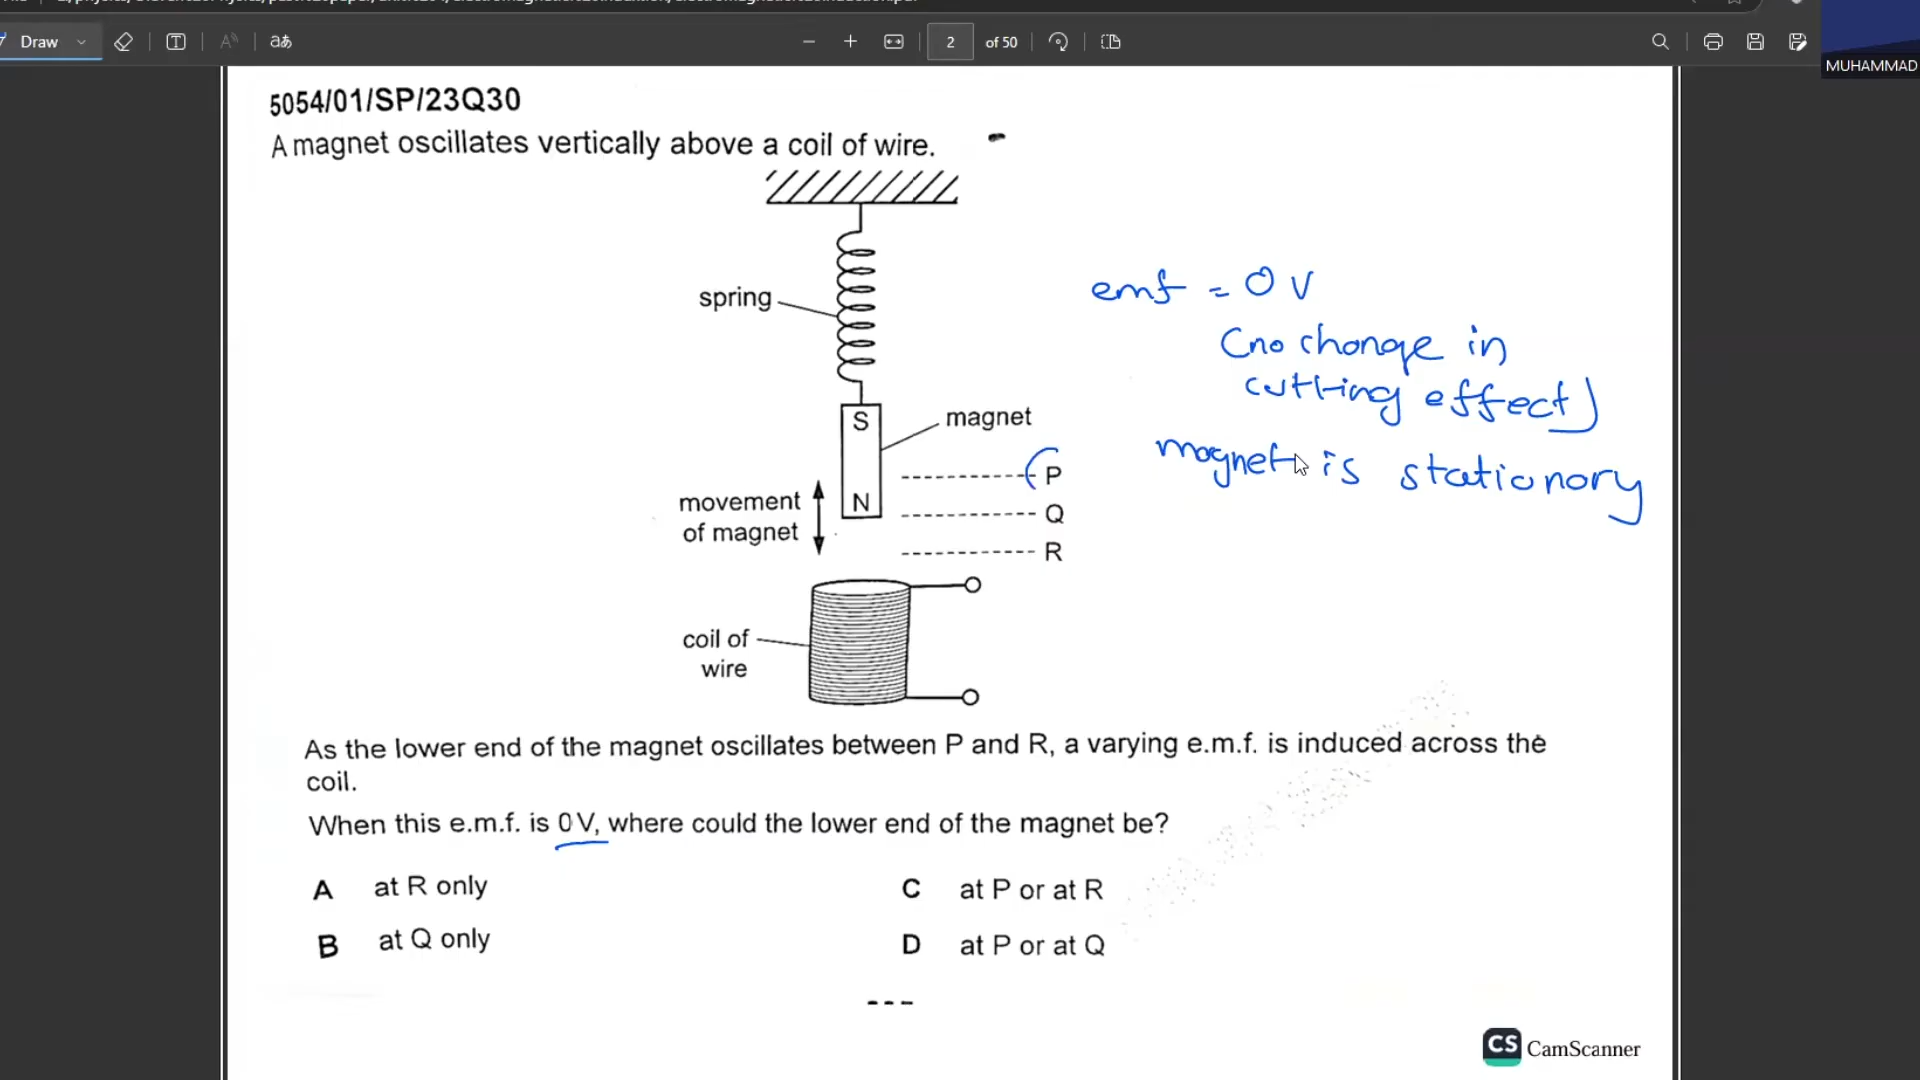 Draw
aあ
2 of 50
MUHAMMAD
5054/01/SP/23Q30
A magnet oscillates vertically above a coil of wire.
spring
S
magnet
P
movement
of magnet
N
Q
R
coil of
wire
emf = 0 V
(no change in
cutting effect)
magnet is stationary
As the lower end of the magnet oscillates between P and R, a varying e.m.f. is induced across the
coil.
When this e.m.f. is 0 V, where could the lower end of the magnet be?
A at R only
C at P or at R
B at Q only
D at P or at Q
CS CamScanner